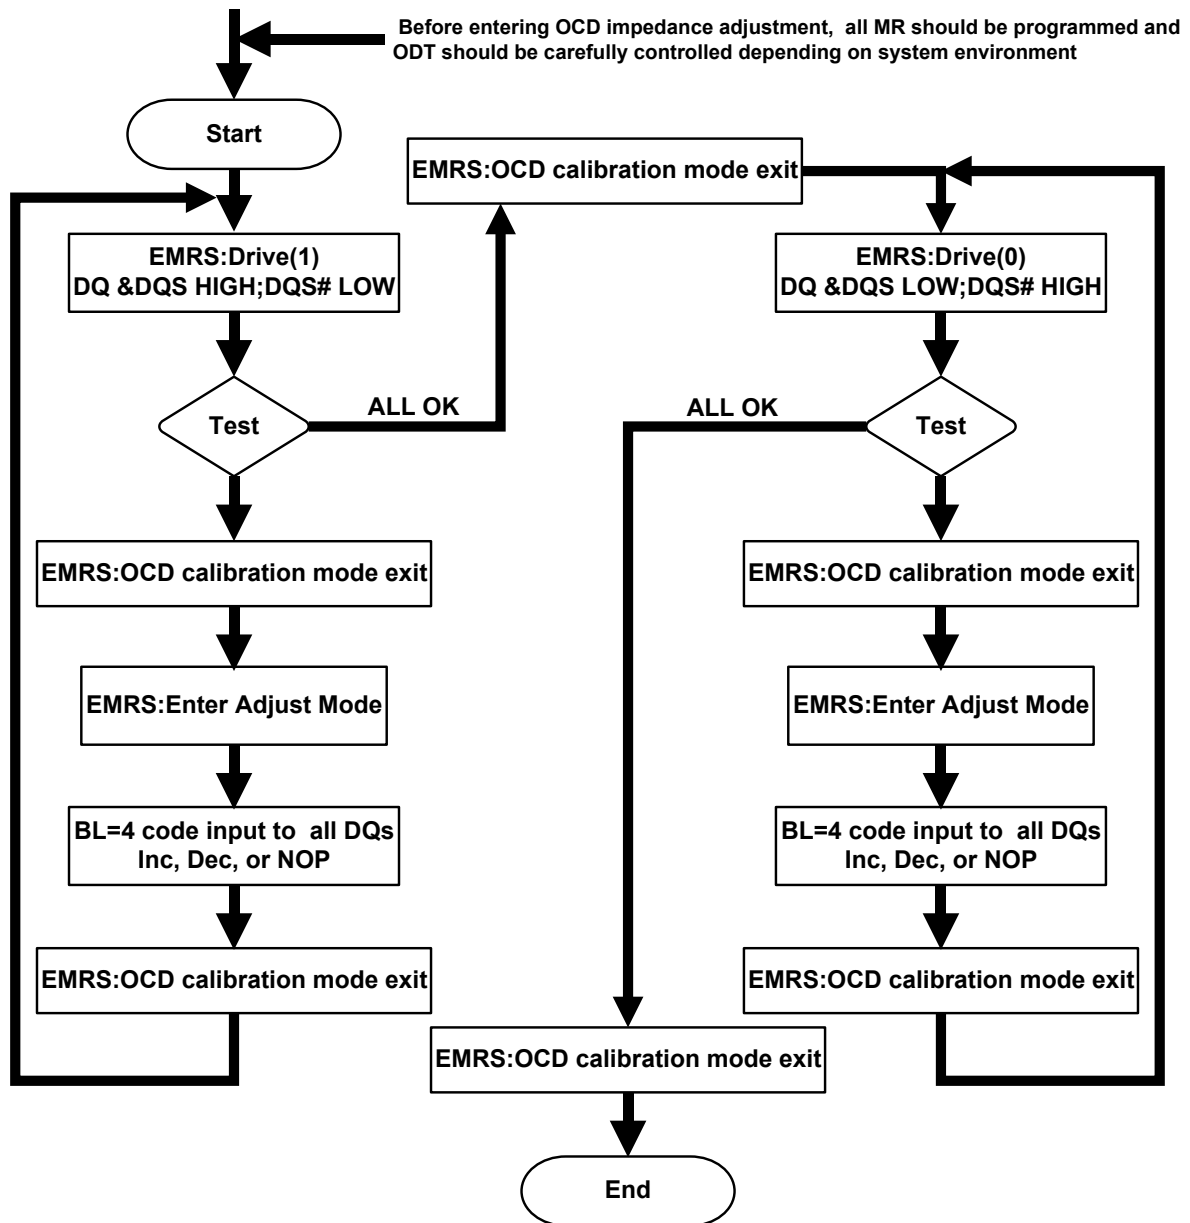 Before entering OCD impedance adjustment, all MR should be programmed and
ODT should be carefully controlled depending on system environment
Start
EMRS:OCD calibration mode exit
EMRS:Drive(1)
DQ &DQS HIGH;DQS# LOW
EMRS:Drive(0)
DQ &DQS LOW;DQS# HIGH
ALL OK
Test
ALL OK
Test
EMRS:OCD calibration mode exit
EMRS:OCD calibration mode exit
EMRS:Enter Adjust Mode
EMRS:Enter Adjust Mode
BL=4 code input to all DQs
Inc, Dec, or NOP
BL=4 code input to all DQs
Inc, Dec, or NOP
EMRS:OCD calibration mode exit
EMRS:OCD calibration mode exit
EMRS:OCD calibration mode exit
End